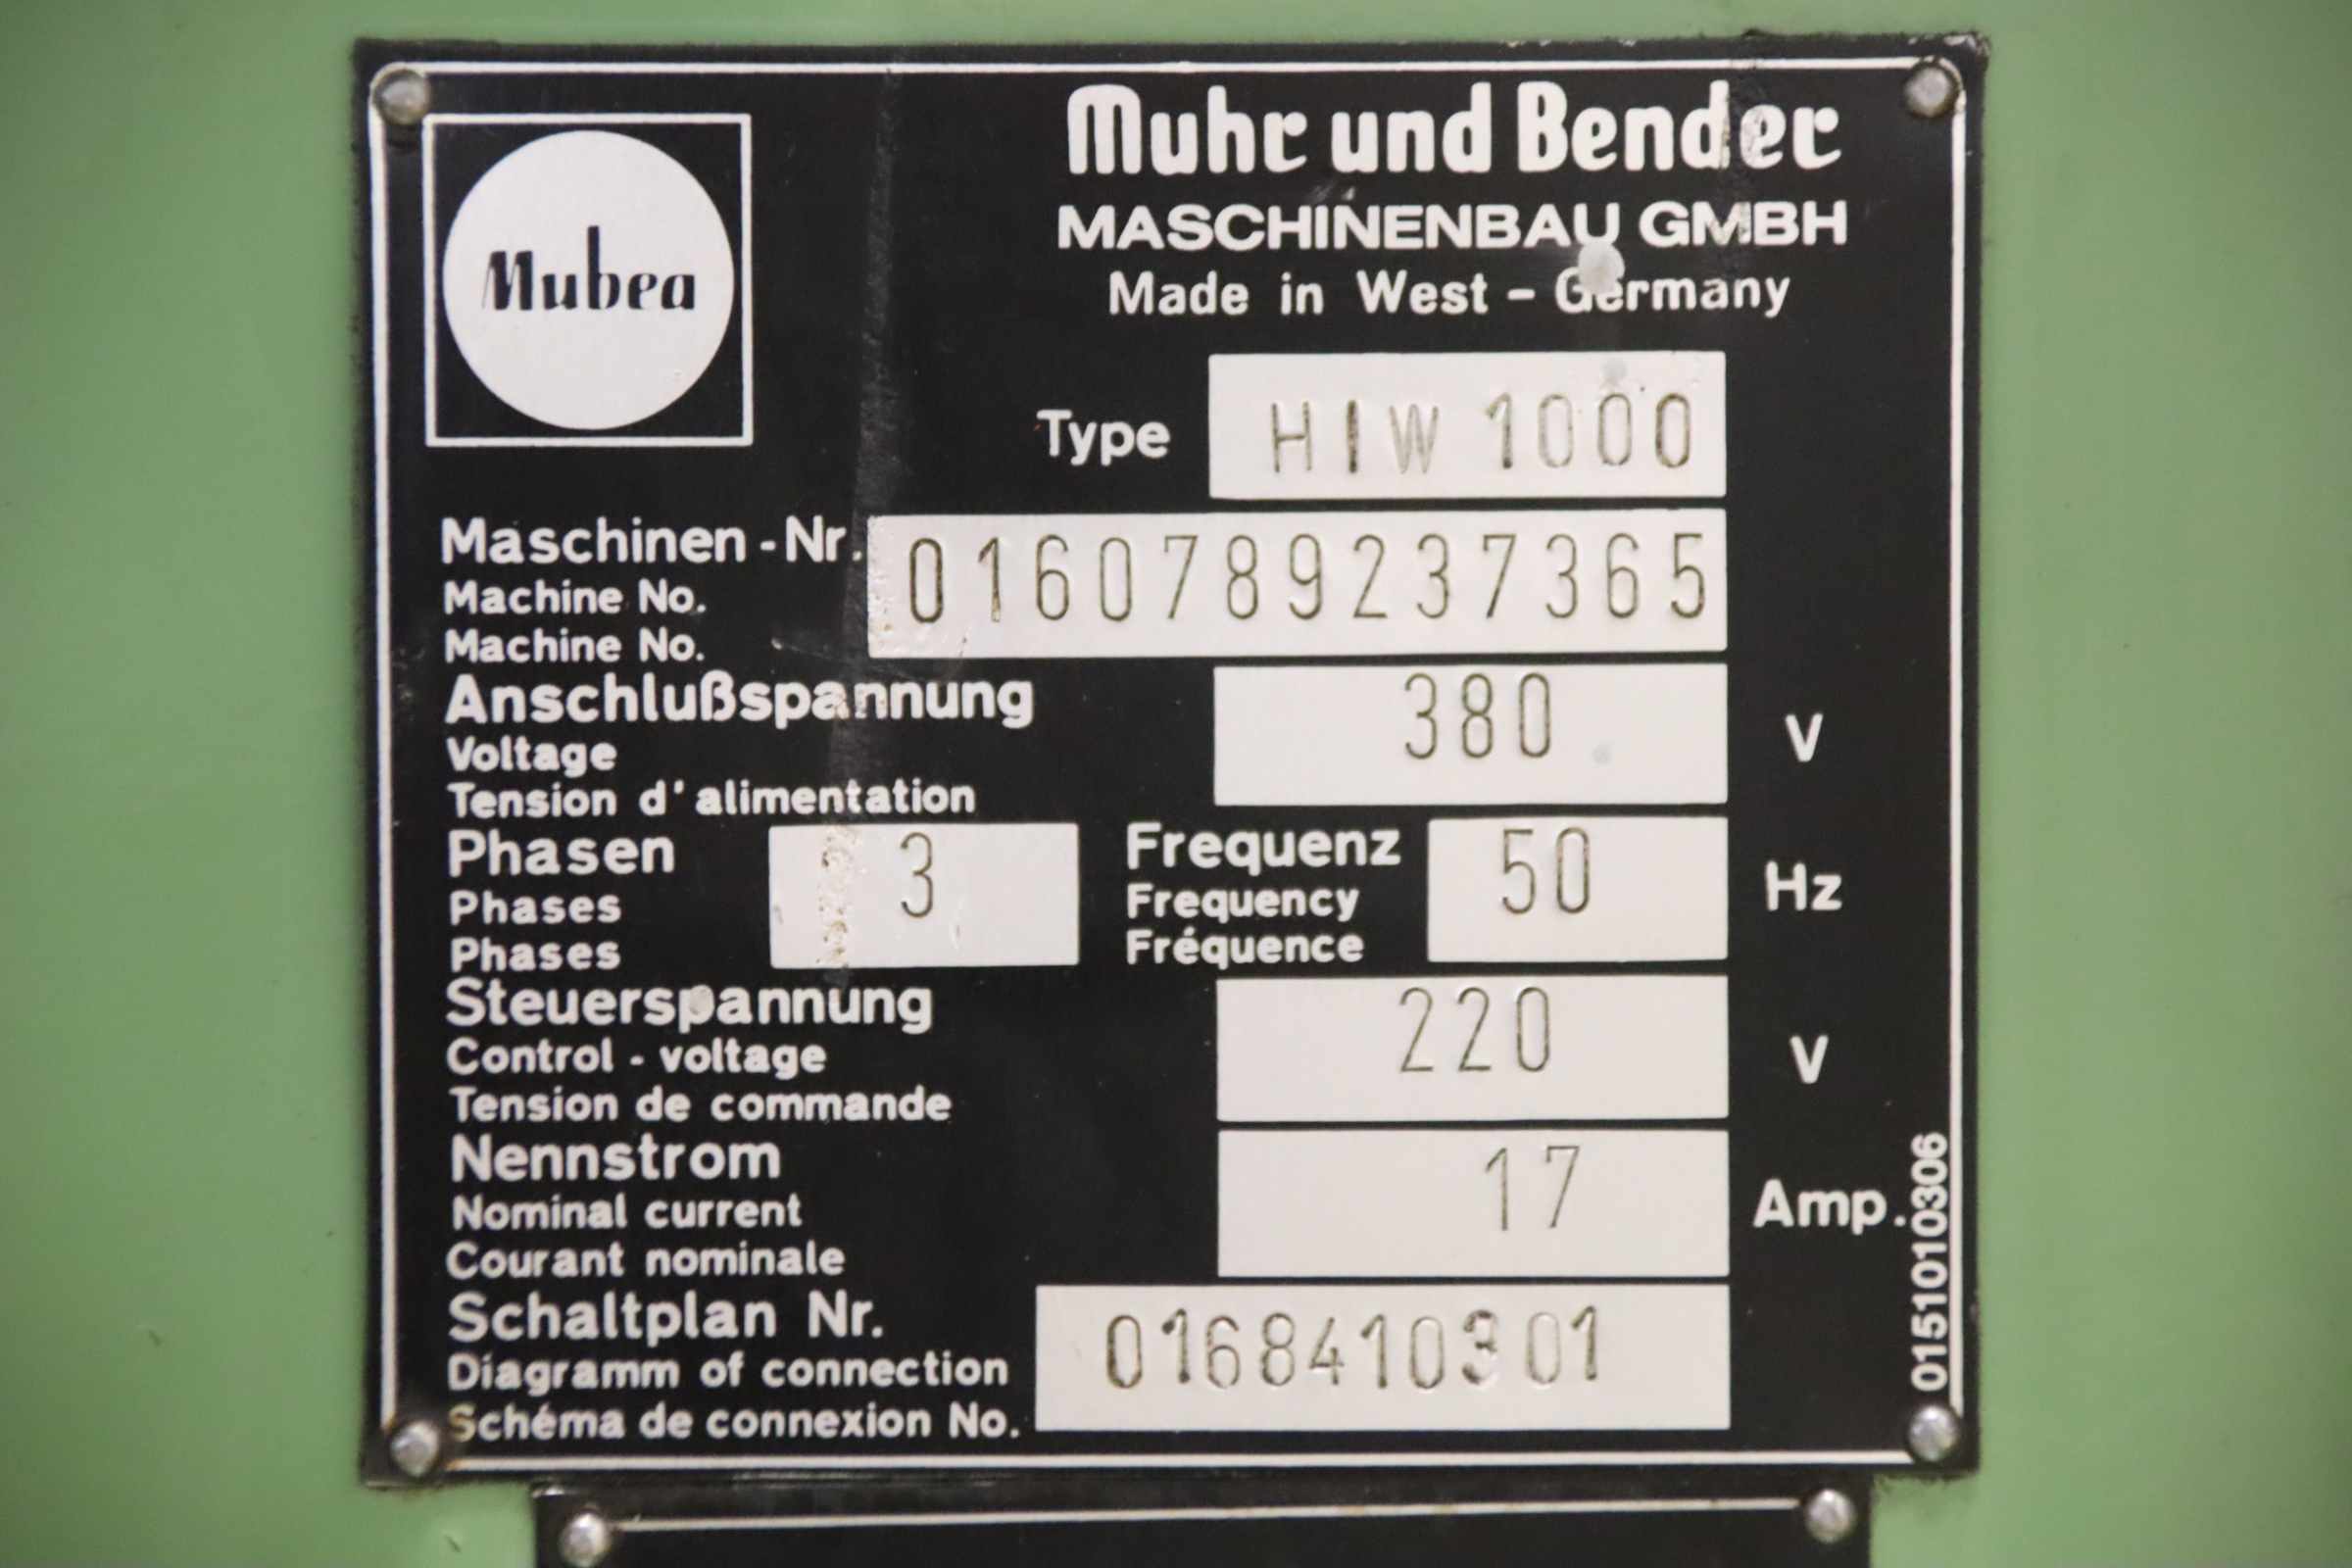 Mubea
Muhr und Bender
MASCHINENBAU GMBH
Made in West - Germany
Type HIW 1000
Maschinen - Nr. 0160789237365
Machine No.
Machine No.
Anschlußspannung 380 V
Voltage
Tension d'alimentation
Phasen 3 Frequenz 50 Hz
Phases Frequency
Phases Fréquence
Steuerspannung 220 V
Control - voltage
Tension de commande
Nennstrom 17 Amp.
Nominal current
Courant nominale
Schaltplan Nr. 0168410301
Diagramm of connection
Schéma de connexion No.
0151010306